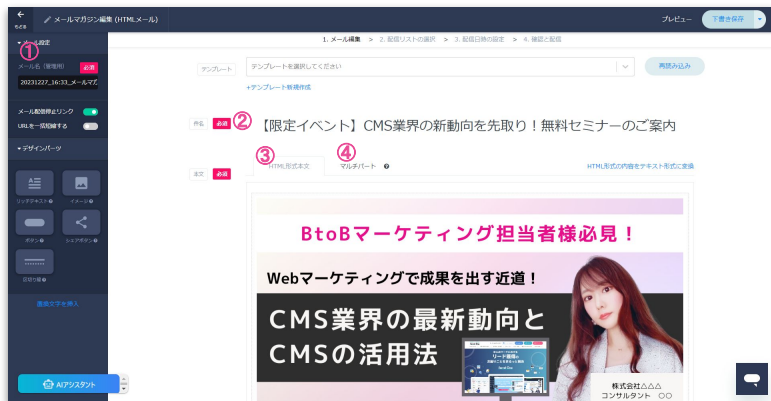 もどる
メールマガジン編集 (HTMLメール)
プレビュー
下書き保存
メール設定
①
メール名 (管理用) 必須
20231227_16:33_メールマガ
メール配信停止リンク
URLを一括短縮する
デザインパーツ
リッチテキスト
イメージ
ボタン
シェアボタン
区切り線
置換文字を挿入
AIアシスタント
1. メール編集 > 2. 配信リストの選択 > 3. 配信日時の設定 > 4. 確認と配信
テンプレート
テンプレートを選択してください
再読み込み
+テンプレート新規作成
件名 必須 ②
【限定イベント】CMS業界の新動向を先取り！無料セミナーのご案内
本文 必須
③ HTML形式本文
④ マルチパート
HTML形式の内容をテキスト形式に変換
BtoBマーケティング担当者様必見！
Webマーケティングで成果を出す近道！
CMS業界の最新動向と
CMSの活用法
リード獲得
株式会社△△△
コンサルタント ○○